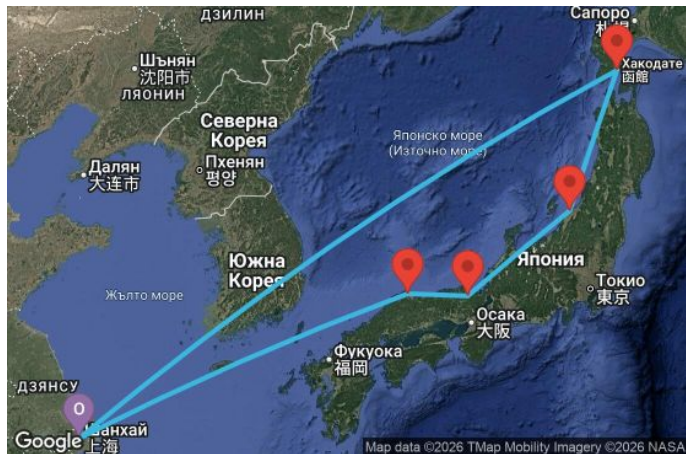 ДЗИЛИН
Сапоро
札幌
Шънян
沈阳市
ЛЯОНИН
Хакодате
函館
Северна
Корея
Японско море
(Източно море)
Далян
大连市
Пхенян
평양
Южна
Корея
Япония
Жълто море
Токио
東京
Осака
大阪
Фукуока
福岡
ДЗЯНСУ
O
Шанхай
上海
Google
Map data ©2026 TMap Mobility Imagery ©2026 NASA